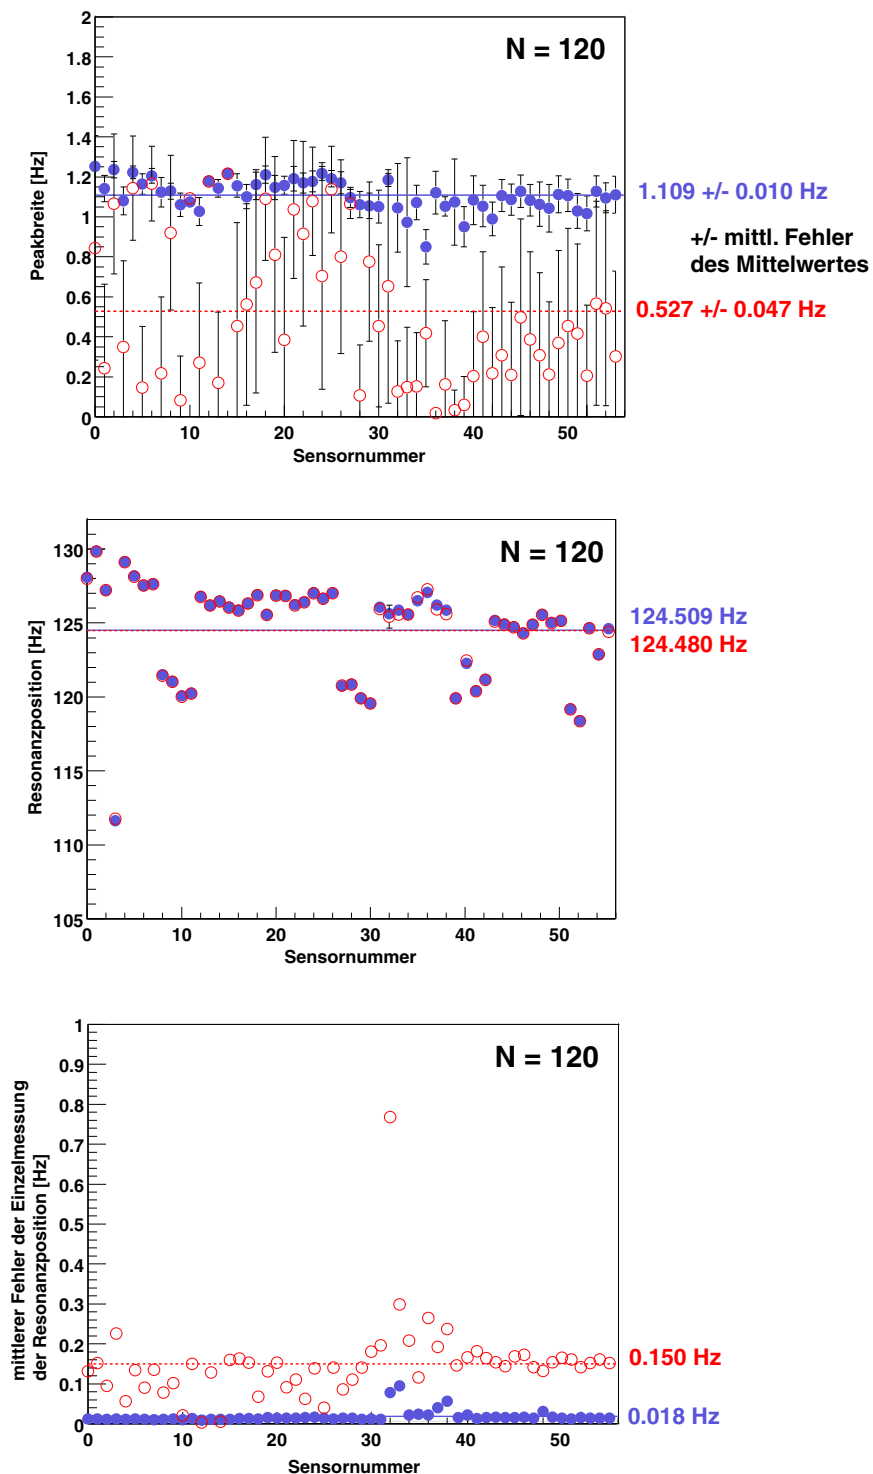 2
1.8
1.6
1.4
1.2
1
0.8
0.6
0.4
0.2
0
Peakbreite [Hz]
N = 120
1.109 +/- 0.010 Hz
+/- mittl. Fehler
des Mittelwertes
0.527 +/- 0.047 Hz
0 10 20 30 40 50
Sensornummer
130
125
120
115
110
105
Resonanzposition [Hz]
N = 120
124.509 Hz
124.480 Hz
0 10 20 30 40 50
Sensornummer
1
0.9
0.8
0.7
0.6
0.5
0.4
0.3
0.2
0.1
0
mittlerer Fehler der Einzelmessung
der Resonanzposition [Hz]
N = 120
0.150 Hz
0.018 Hz
0 10 20 30 40 50
Sensornummer